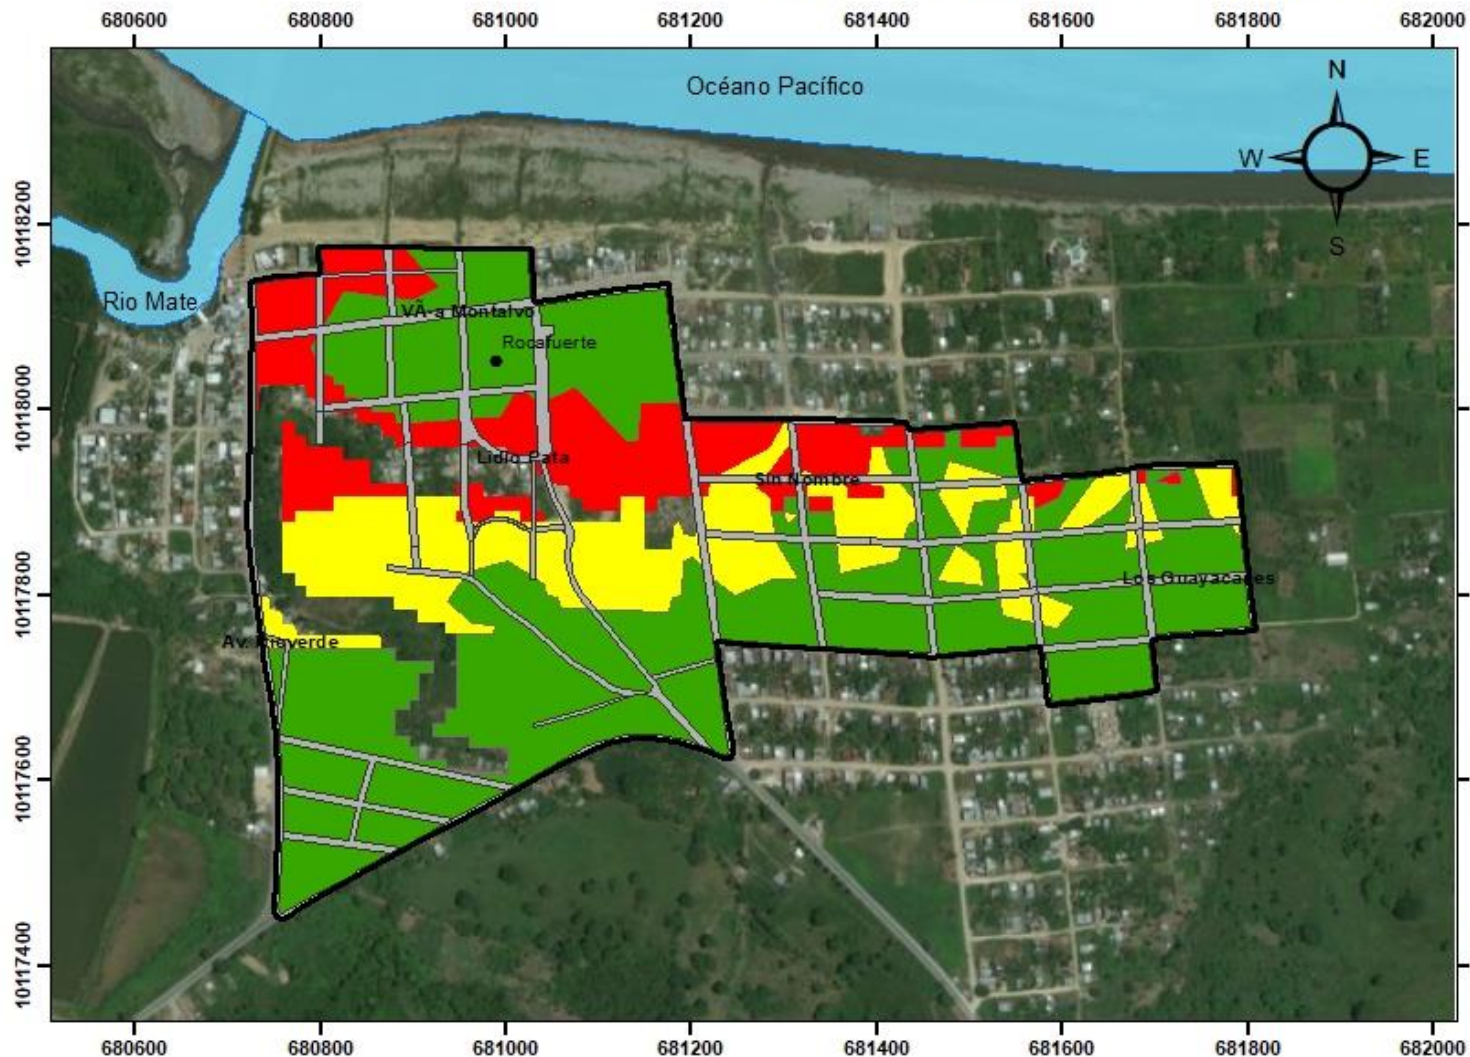 680600 680800 681000 681200 681400 681600 681800 682000
Océano Pacífico
N
W E
S
10118200
Rio Mate
VÃ-a Montalvo
Rocafuerte
10118000
Lidio Pata
Sin Nombre
10117800
Los Guayacanes
Av. Rioverde
10117600
10117400
680600 680800 681000 681200 681400 681600 681800 682000